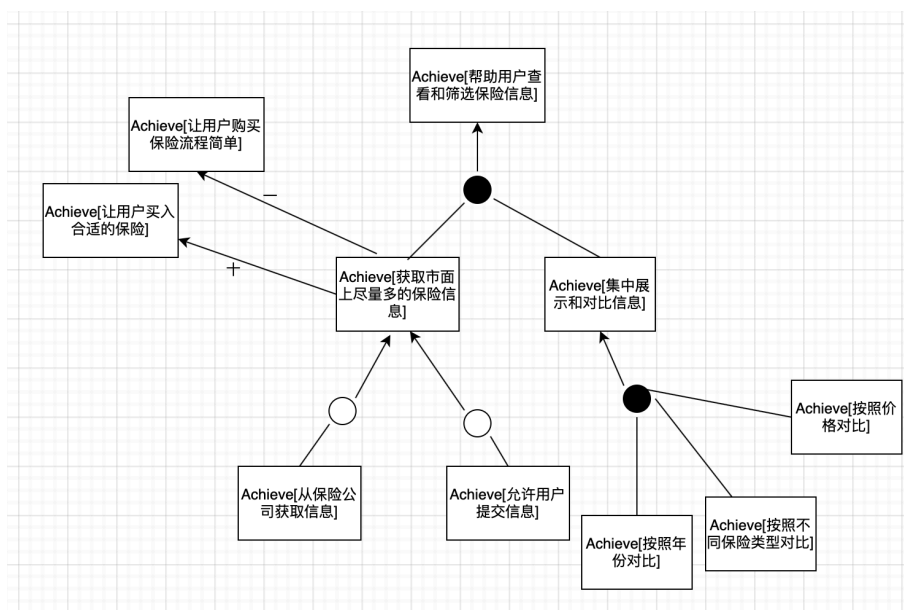 Achieve[帮助用户查
看和筛选保险信息]
Achieve[让用户购买
保险流程简单]
Achieve[让用户买入
合适的保险]
−
+
Achieve[获取市面
上尽量多的保险信
息]
Achieve[集中展
示和对比信息]
Achieve[按照价
格对比]
Achieve[从保险公
司获取信息]
Achieve[允许用户
提交信息]
Achieve[按照不
同保险类型对比]
Achieve[按照年
份对比]